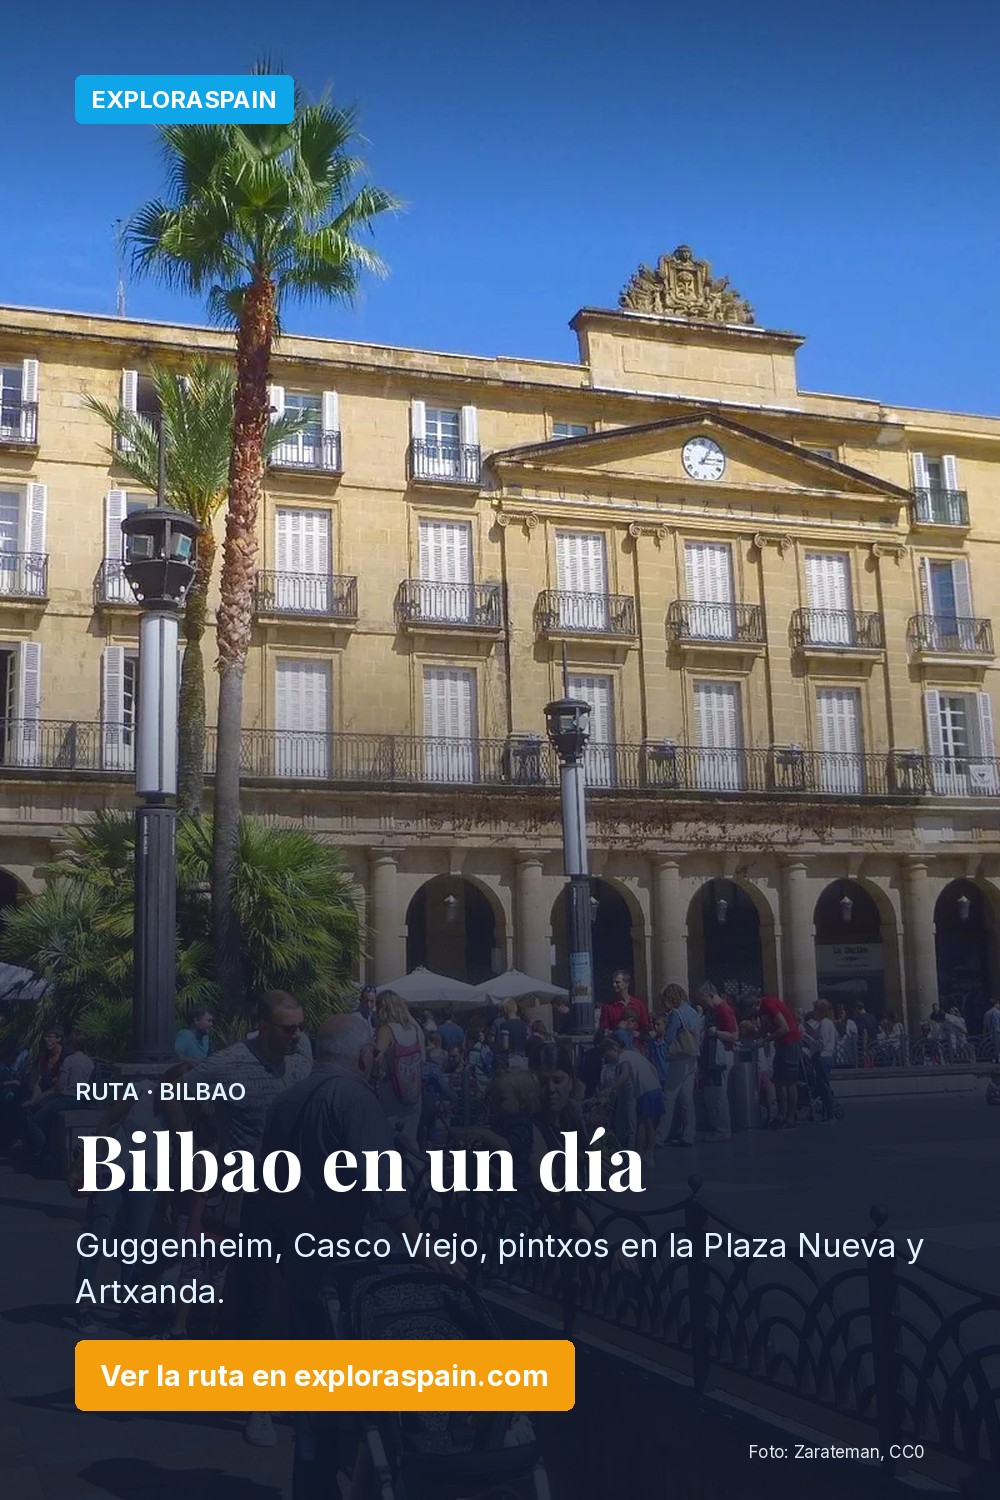 EXPLORASPAIN
EUSKALTZAINDIA
RUTA · BILBAO
Bilbao en un día
Guggenheim, Casco Viejo, pintxos en la Plaza Nueva y
Artxanda.
Ver la ruta en exploraspain.com
Foto: Zarateman, CC0